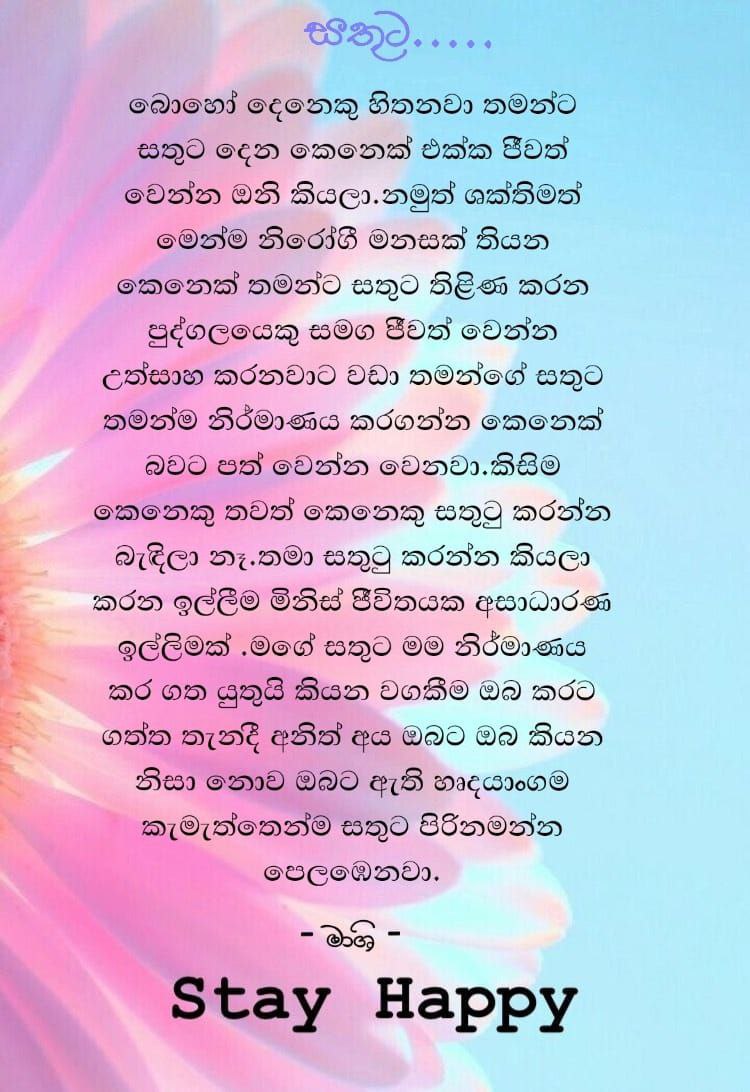 සතුට.....
බොහෝ දෙනෙකු හිතනවා තමන්ට
සතුට දෙන කෙනෙක් එක්ක ජීවත්
වෙන්න ඔනි කියලා.නමුත් ශක්තිමත්
මෙන්ම නිරෝගී මනසක් තියන
කෙනෙක් තමන්ට සතුට තිළිණ කරන
පුද්ගලයෙකු සමග ජීවත් වෙන්න
උත්සාහ කරනවාට වඩා තමන්ගේ සතුට
තමන්ම නිර්මාණය කරගන්න කෙනෙක්
බවට පත් වෙන්න වෙනවා.කිසිම
කෙනෙකු තවත් කෙනෙකු සතුටු කරන්න
බැඳිලා නෑ.තමා සතුටු කරන්න කියලා
කරන ඉල්ලීම මිනිස් ජීවිතයක අසාධාරණ
ඉල්ලිමක් .මගේ සතුට මම නිර්මාණය
කර ගත යුතුයි කියන වගකීම ඔබ කරට
ගත්ත තැනදී අනිත් අය ඔබට ඔබ කියන
නිසා නොව ඔබට ඇති හෘදයාංගම
කැමැත්තෙන්ම සතුට පිරිනමන්න
පෙලඹෙනවා.
- මාශි -
Stay Happy